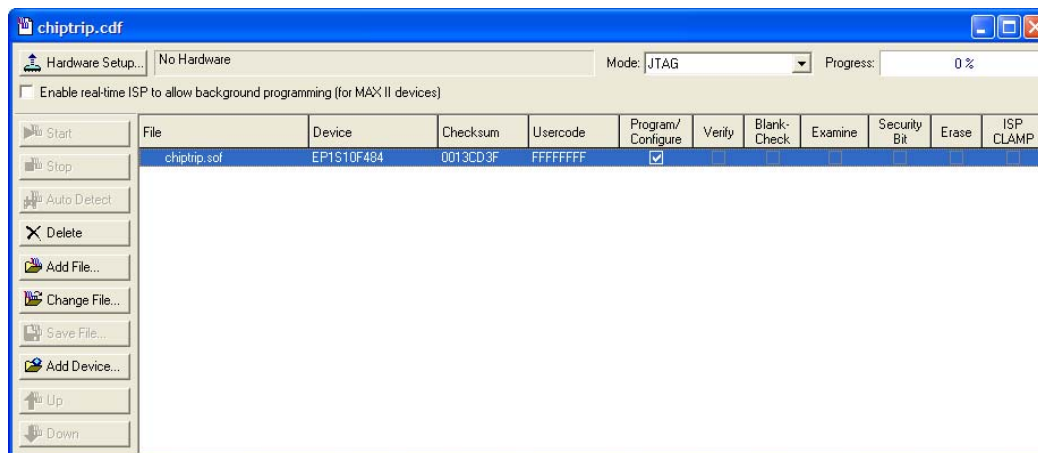 chiptrip.cdf
Hardware Setup... No Hardware Mode: JTAG Progress: 0 %
Enable real-time ISP to allow background programming (for MAX II devices)
Start
Stop
Auto Detect
Delete
Add File...
Change File...
Save File...
Add Device...
Up
Down
File Device Checksum Usercode Program/ Configure Verify Blank- Check Examine Security Bit Erase ISP CLAMP
chiptrip.sof EP1S10F484 0013CD3F FFFFFFFF